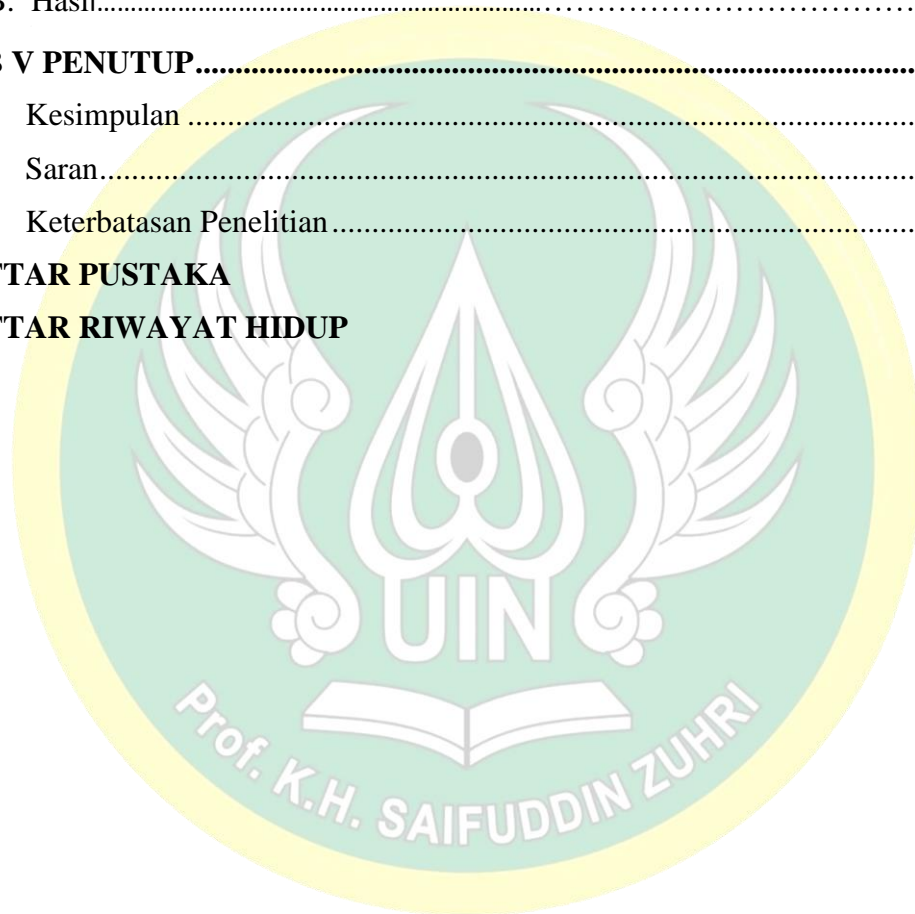 . Hasil........................................................................................................
V PENUTUP..........................................................................................
Kesimpulan ...........................................................................................
Saran......................................................................................................
Keterbatasan Penelitian.........................................................................
TAR PUSTAKA
TAR RIWAYAT HIDUP
UIN
Prof. K.H. SAIFUDDIN ZUHRI